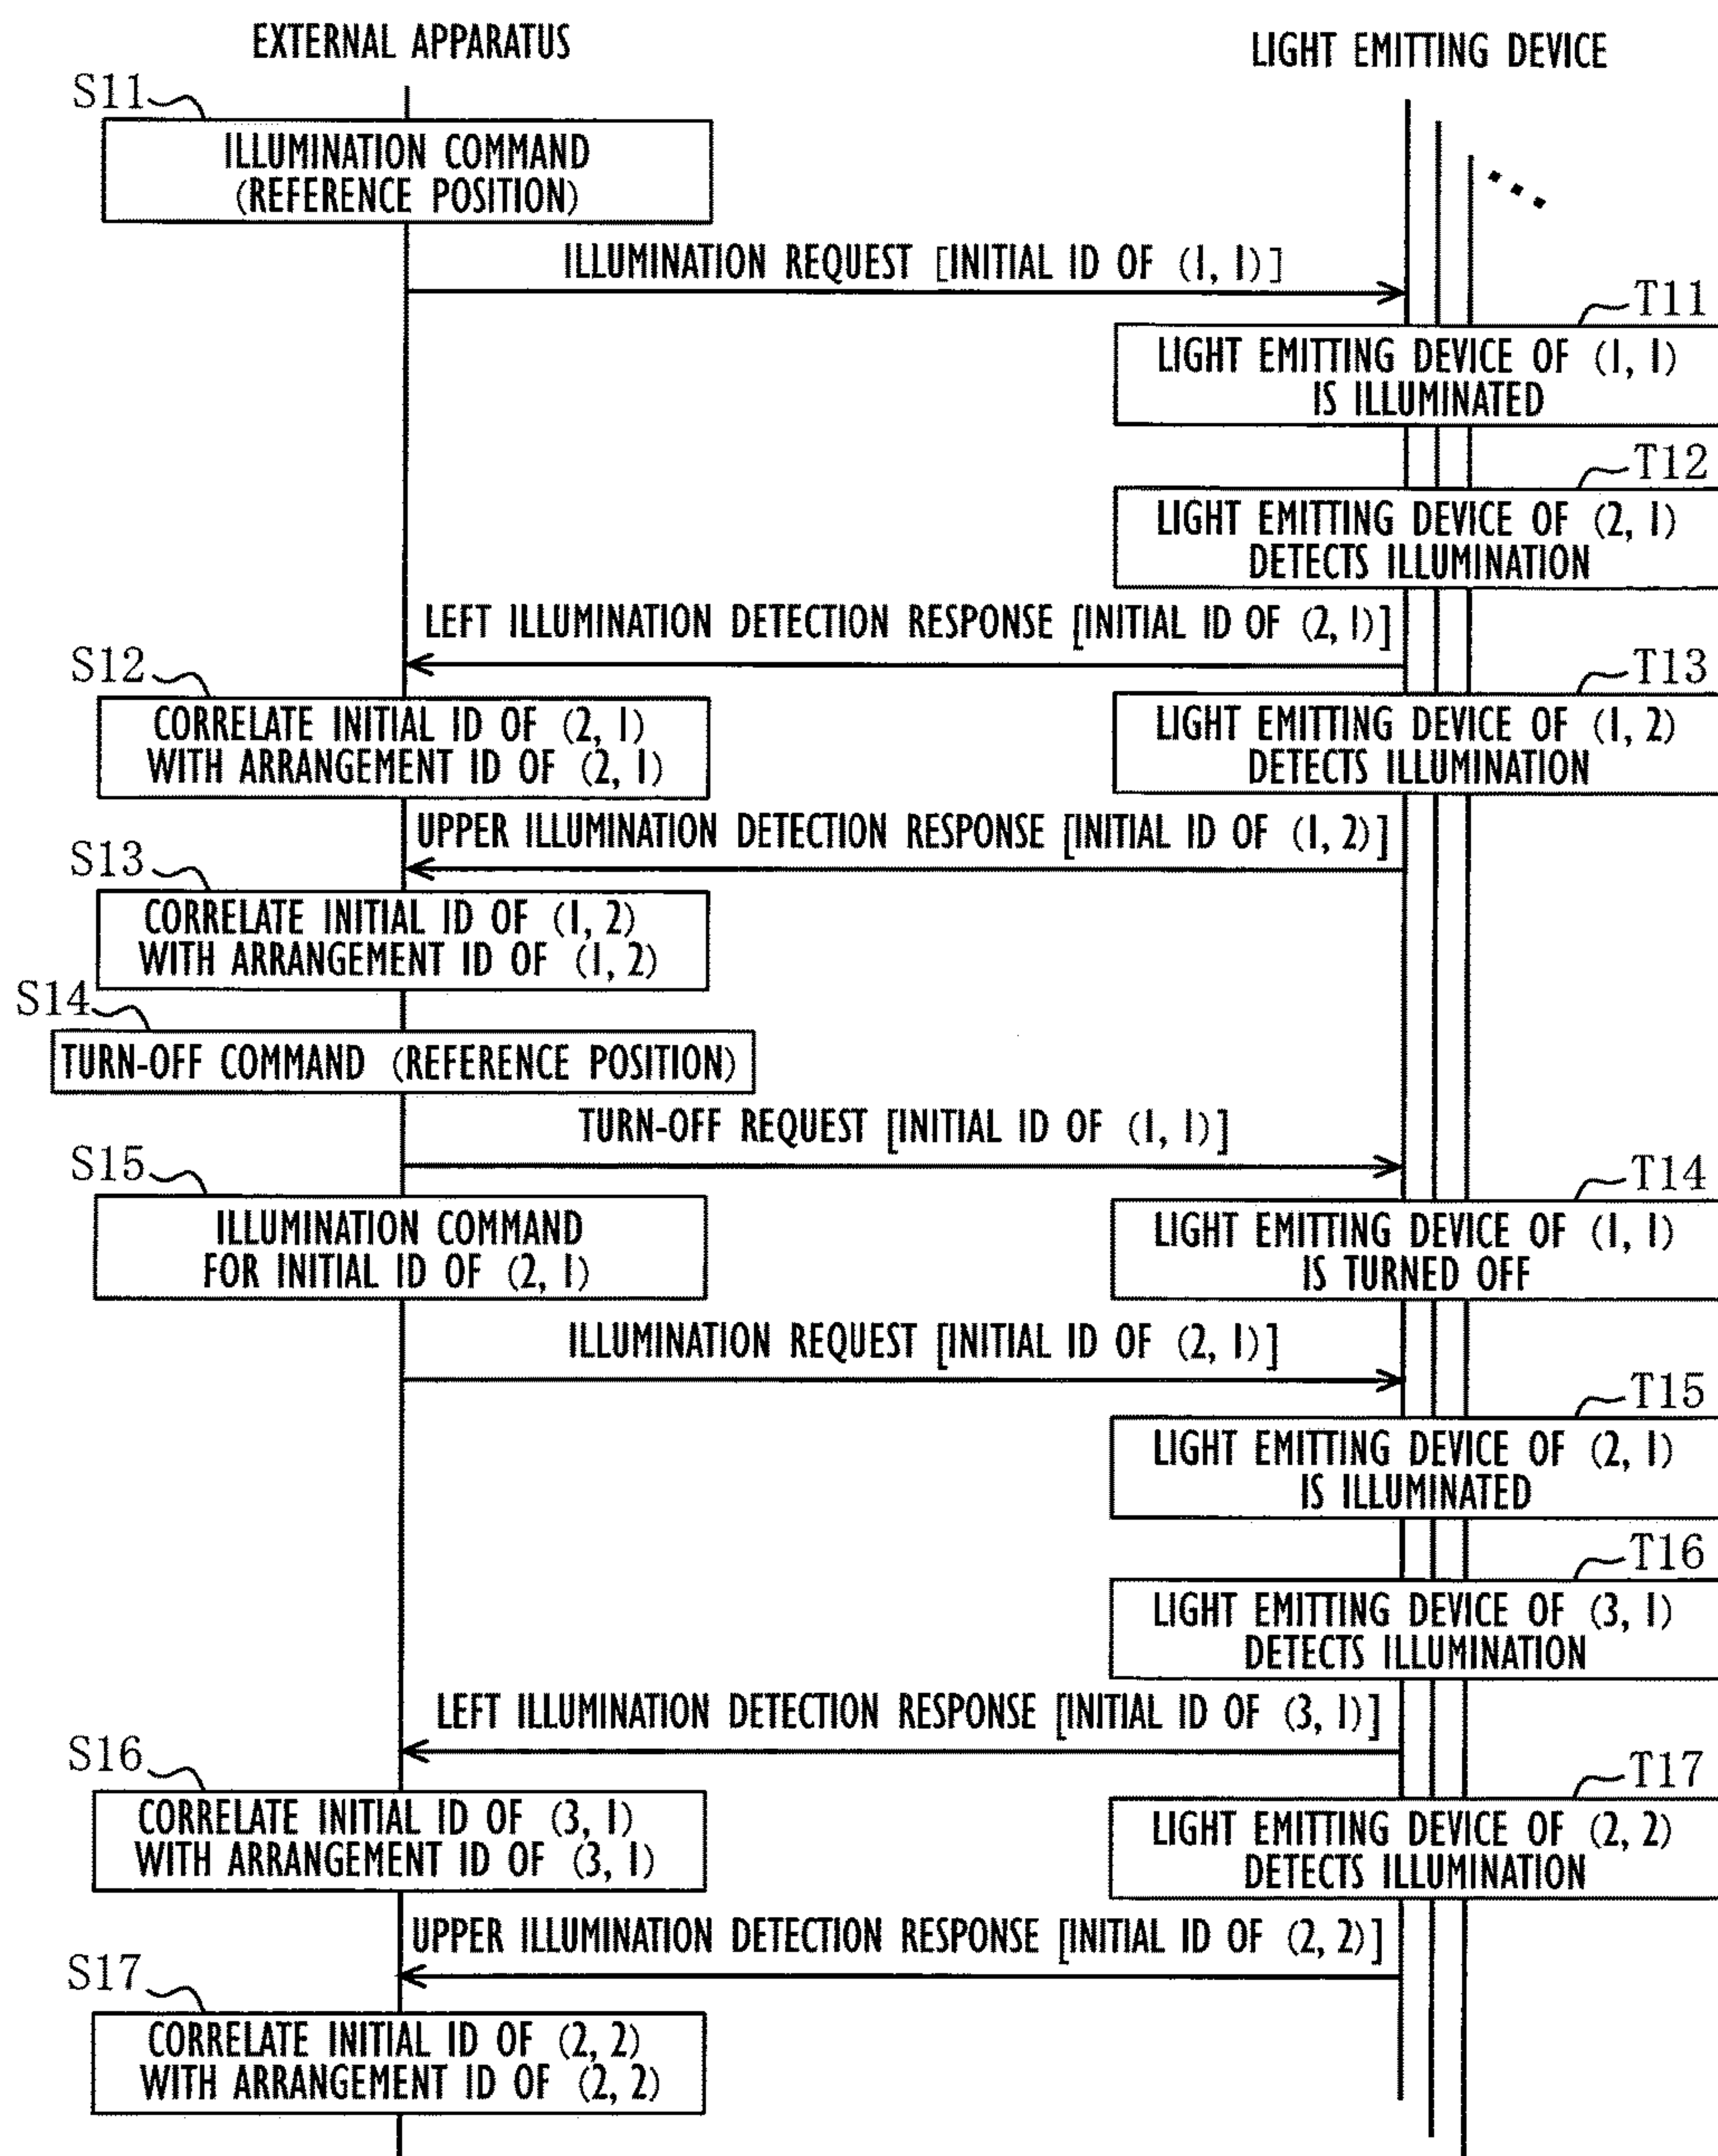 EXTERNAL APPARATUS
LIGHT EMITTING DEVICE
S11
ILLUMINATION COMMAND
(REFERENCE POSITION)
ILLUMINATION REQUEST [INITIAL ID OF (1, 1)]
T11
LIGHT EMITTING DEVICE OF (1, 1)
IS ILLUMINATED
T12
LIGHT EMITTING DEVICE OF (2, 1)
DETECTS ILLUMINATION
LEFT ILLUMINATION DETECTION RESPONSE [INITIAL ID OF (2, 1)]
S12
CORRELATE INITIAL ID OF (2, 1)
WITH ARRANGEMENT ID OF (2, 1)
T13
LIGHT EMITTING DEVICE OF (1, 2)
DETECTS ILLUMINATION
UPPER ILLUMINATION DETECTION RESPONSE [INITIAL ID OF (1, 2)]
S13
CORRELATE INITIAL ID OF (1, 2)
WITH ARRANGEMENT ID OF (1, 2)
S14
TURN-OFF COMMAND (REFERENCE POSITION)
TURN-OFF REQUEST [INITIAL ID OF (1, 1)]
S15
ILLUMINATION COMMAND
FOR INITIAL ID OF (2, 1)
T14
LIGHT EMITTING DEVICE OF (1, 1)
IS TURNED OFF
ILLUMINATION REQUEST [INITIAL ID OF (2, 1)]
T15
LIGHT EMITTING DEVICE OF (2, 1)
IS ILLUMINATED
T16
LIGHT EMITTING DEVICE OF (3, 1)
DETECTS ILLUMINATION
LEFT ILLUMINATION DETECTION RESPONSE [INITIAL ID OF (3, 1)]
S16
CORRELATE INITIAL ID OF (3, 1)
WITH ARRANGEMENT ID OF (3, 1)
T17
LIGHT EMITTING DEVICE OF (2, 2)
DETECTS ILLUMINATION
UPPER ILLUMINATION DETECTION RESPONSE [INITIAL ID OF (2, 2)]
S17
CORRELATE INITIAL ID OF (2, 2)
WITH ARRANGEMENT ID OF (2, 2)